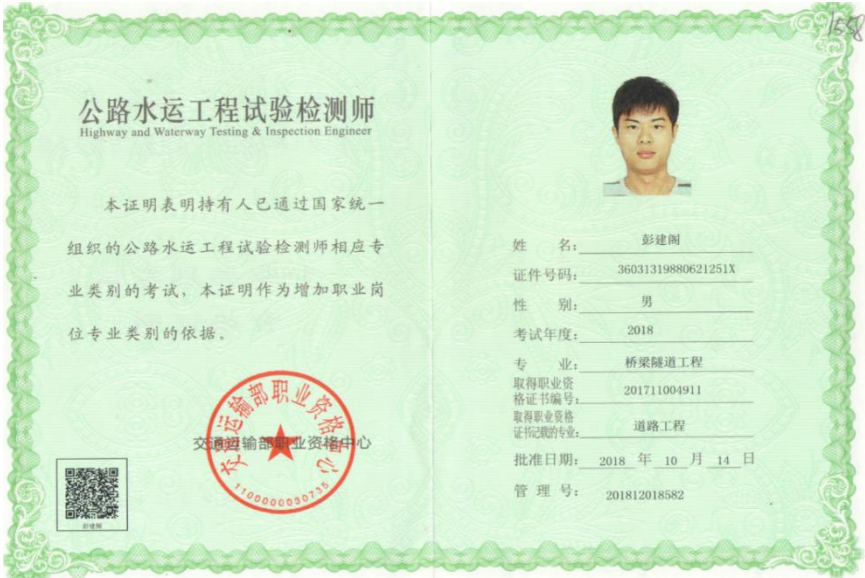 1558
公路水运工程试验检测师
Highway and Waterway Testing & Inspection Engineer
本证明表明持有人已通过国家统一
组织的公路水运工程试验检测师相应专
业类别的考试，本证明作为增加职业岗
位专业类别的依据。
交通运输部职业资格中心
交通运输部职业资格中心
1100000030735
彭建阁
姓 名：彭建阁
证件号码：36031319880621251X
性 别：男
考试年度：2018
专 业：桥梁隧道工程
取得职业资
格证书编号：201711004911
取得职业资格
证书记载的专业：道路工程
批准日期：2018 年 10 月 14 日
管 理 号：201812018582